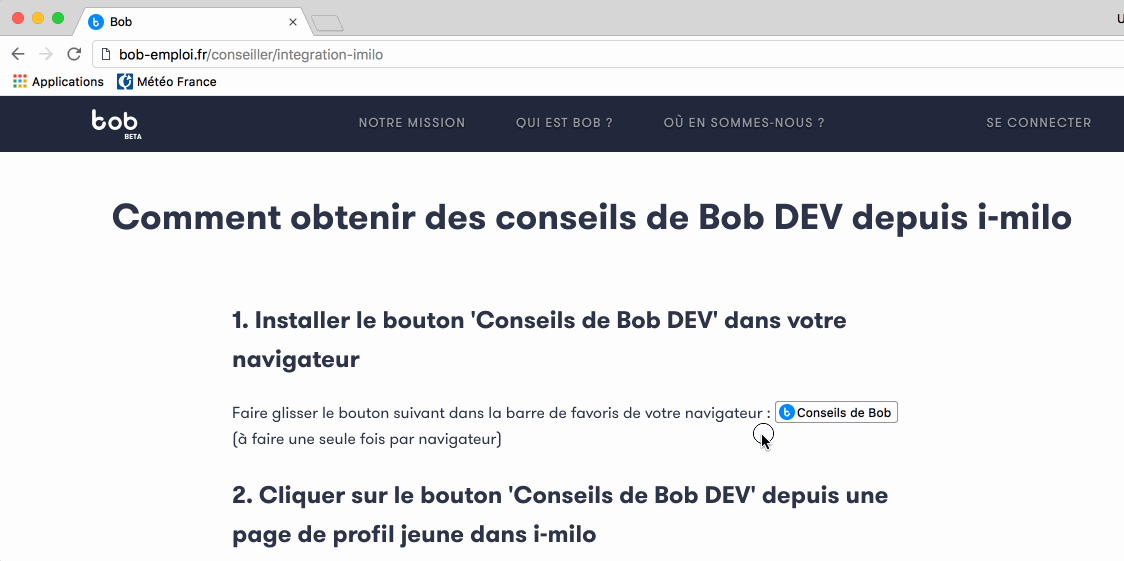 Bob
U
bob-emploi.fr/conseiller/integration-imilo
Applications Météo France
bob
BETA
NOTRE MISSION QUI EST BOB ? OÙ EN SOMMES-NOUS ? SE CONNECTER
Comment obtenir des conseils de Bob DEV depuis i-milo
1. Installer le bouton 'Conseils de Bob DEV' dans votre
navigateur
Faire glisser le bouton suivant dans la barre de favoris de votre navigateur : Conseils de Bob
(à faire une seule fois par navigateur)
2. Cliquer sur le bouton 'Conseils de Bob DEV' depuis une
page de profil jeune dans i-milo